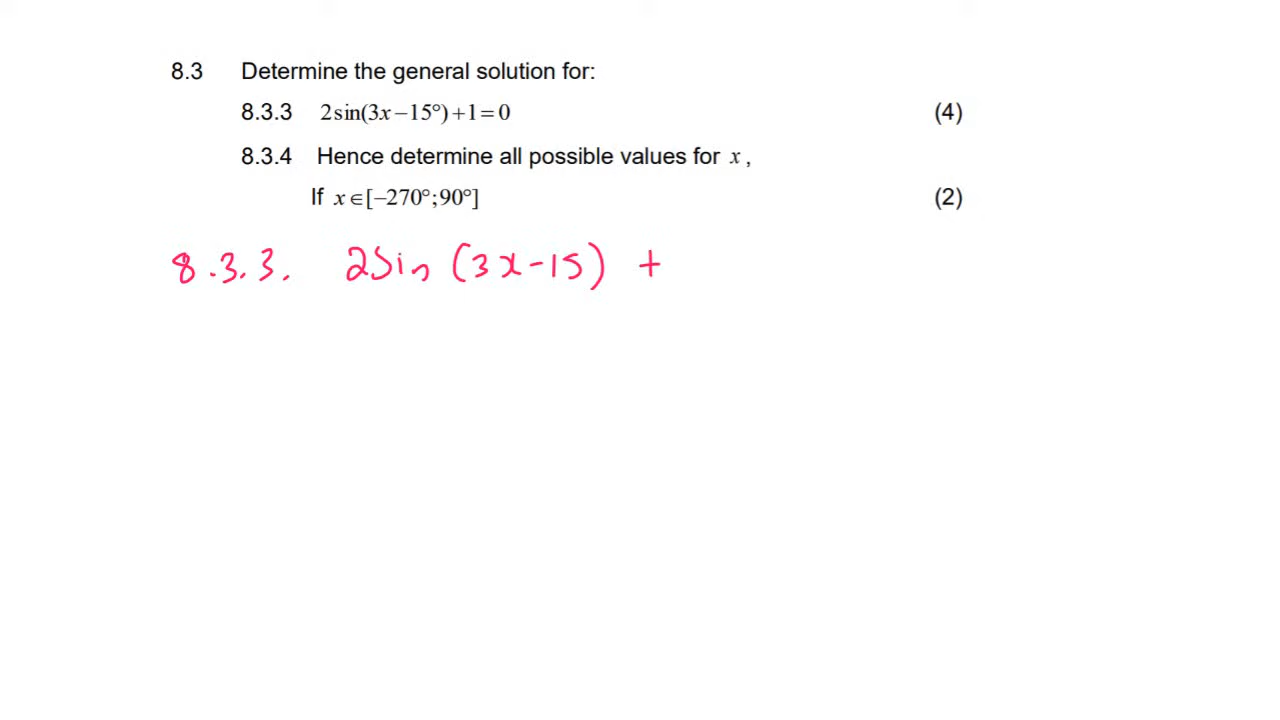 8.3 Determine the general solution for:
8.3.3 2sin(3x−15°)+1=0 (4)
8.3.4 Hence determine all possible values for x,
If x∈[−270°;90°] (2)
8.3.3. 2Sin (3x-15) +